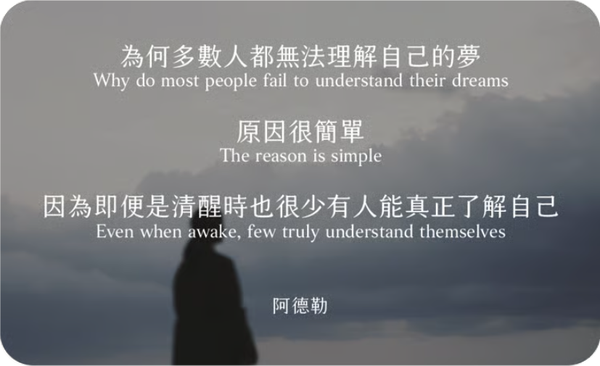 為何多數人都無法理解自己的夢
Why do most people fail to understand their dreams
原因很簡單
The reason is simple
因為即便是清醒時也很少有人能真正了解自己
Even when awake, few truly understand themselves
阿德勒